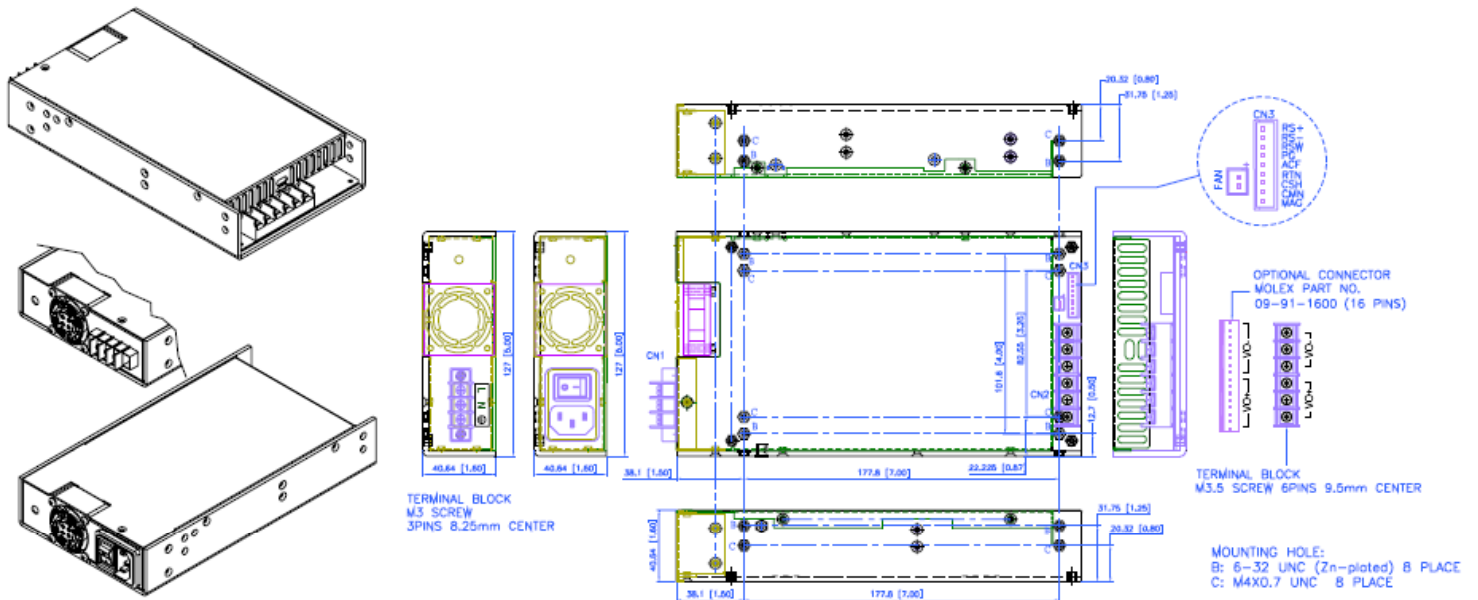 20.32 [0.80]
31.75 [1.25]
C
B
C
B
CN3
RS+
ACF
RTN
CSH
CMN
MAG
FAN
+
127 [5.00]
127 [5.00]
40.64 [1.60]
40.64 [1.60]
L N
CN1
B
C
B
C
CN3
101.6 [4.00]
82.55 [3.25]
12.7 [0.50]
CN2
C
B
C
B
38.1 [1.50]
177.8 [7.00]
22.225 [0.87]
TERMINAL BLOCK
M3 SCREW
3PINS 8.25mm CENTER
OPTIONAL CONNECTOR
MOLEX PART NO.
09-91-1600 (16 PINS)
VO-
VO+
VO-
VO+
TERMINAL BLOCK
M3.5 SCREW 6PINS 9.5mm CENTER
40.64 [1.60]
B
C
B
C
31.75 [1.25]
20.32 [0.80]
38.1 [1.50]
177.8 [7.00]
MOUNTING HOLE:
B: 6-32 UNC (Zn-plated) 8 PLACE
C: M4X0.7 UNC 8 PLACE